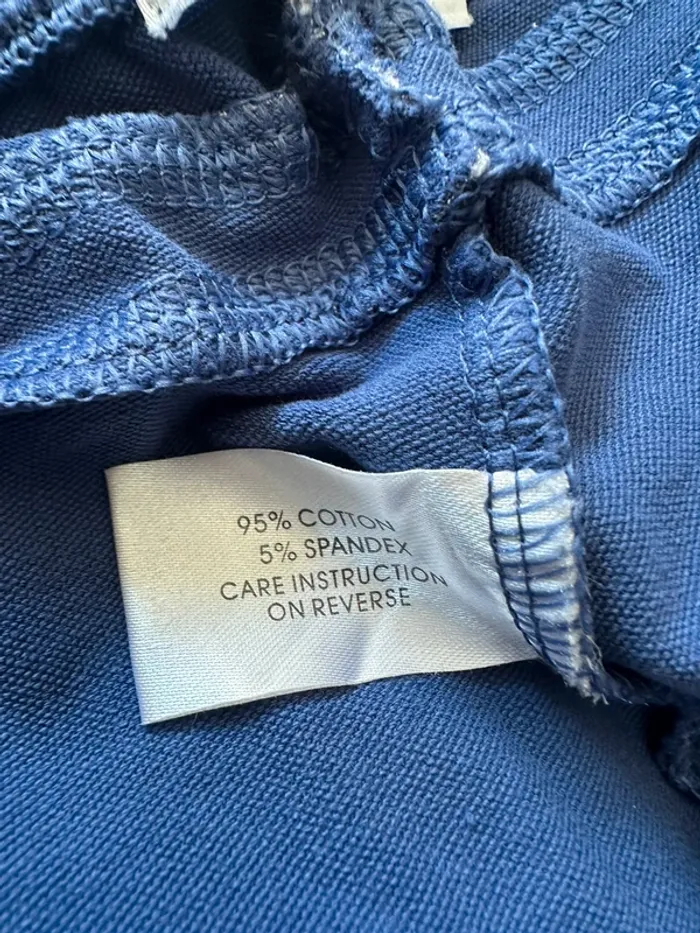 95% COTTON
5% SPANDEX
CARE INSTRUCTION
ON REVERSE